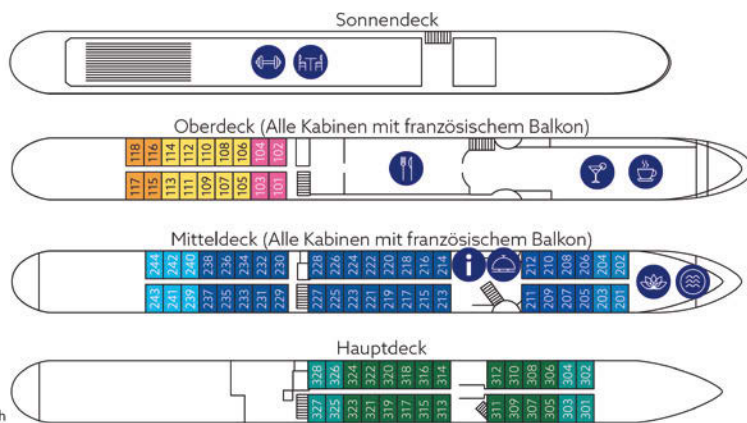 Sonnendeck
Oberdeck (Alle Kabinen mit französischem Balkon)
118 116 114 112 110 108 106 104 102
117 115 113 111 109 107 105 103 101
Mitteldeck (Alle Kabinen mit französischem Balkon)
244 242 240 238 236 234 232 230 228 226 224 222 220 218 216 214 i 210 208 206 204 202
243 241 239 237 235 233 231 229 227 225 223 221 219 217 215 213 211 209 207 205 203 201
Hauptdeck
328 326 324 322 320 318 316 314 312 310 308 306 304 302
327 325 323 321 319 317 315 313 311 309 307 305 303 301
h